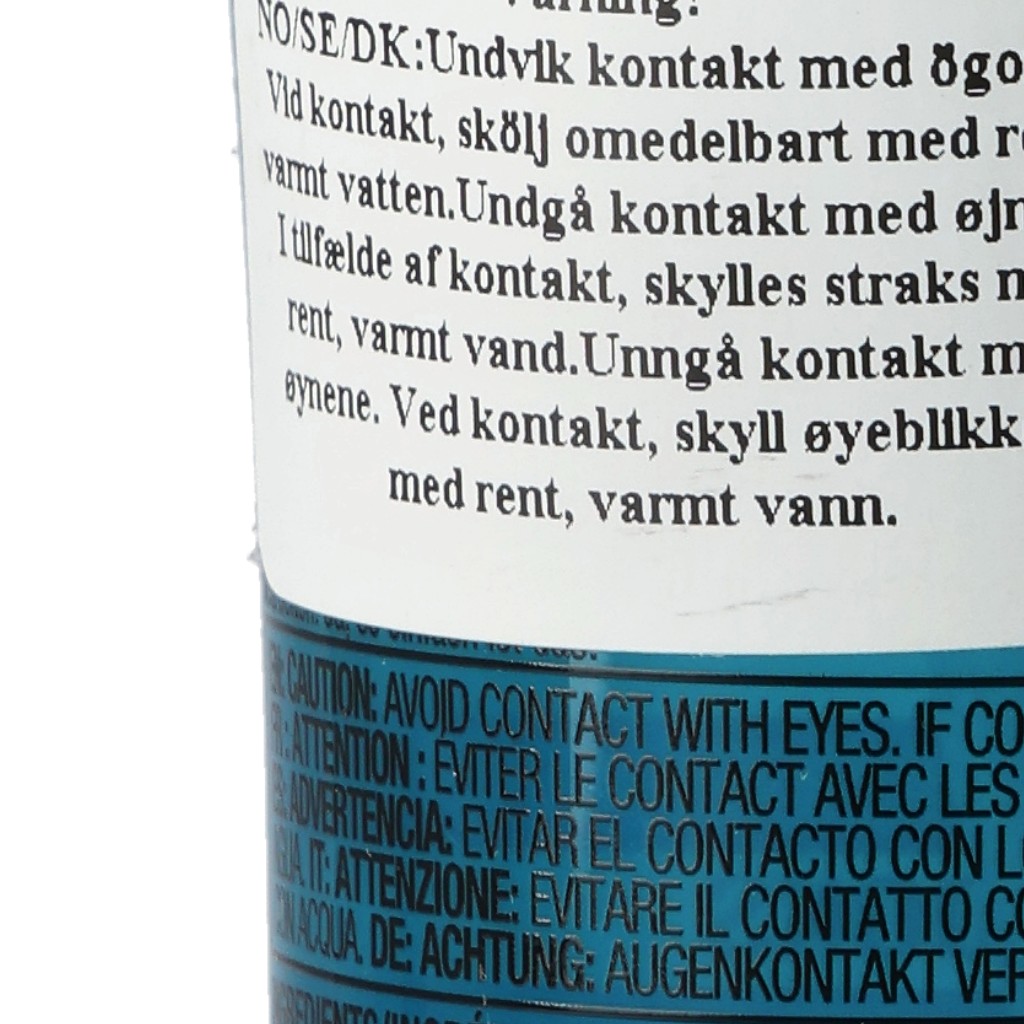 Varning!
NO/SE/DK:Undvik kontakt med ögo
Vid kontakt, skölj omedelbart med r
varmt vatten.Undgå kontakt med øjn
I tilfælde af kontakt, skylles straks m
rent, varmt vand.Unngå kontakt m
øynene. Ved kontakt, skyll øyeblikk
med rent, varmt vann.
CAUTION: AVOID CONTACT WITH EYES. IF CO
ATTENTION : ÉVITER LE CONTACT AVEC LES
ADVERTENCIA: EVITAR EL CONTACTO CON L
IT: ATTENZIONE: EVITARE IL CONTATTO CO
ACQUA. DE: ACHTUNG: AUGENKONTAKT VER